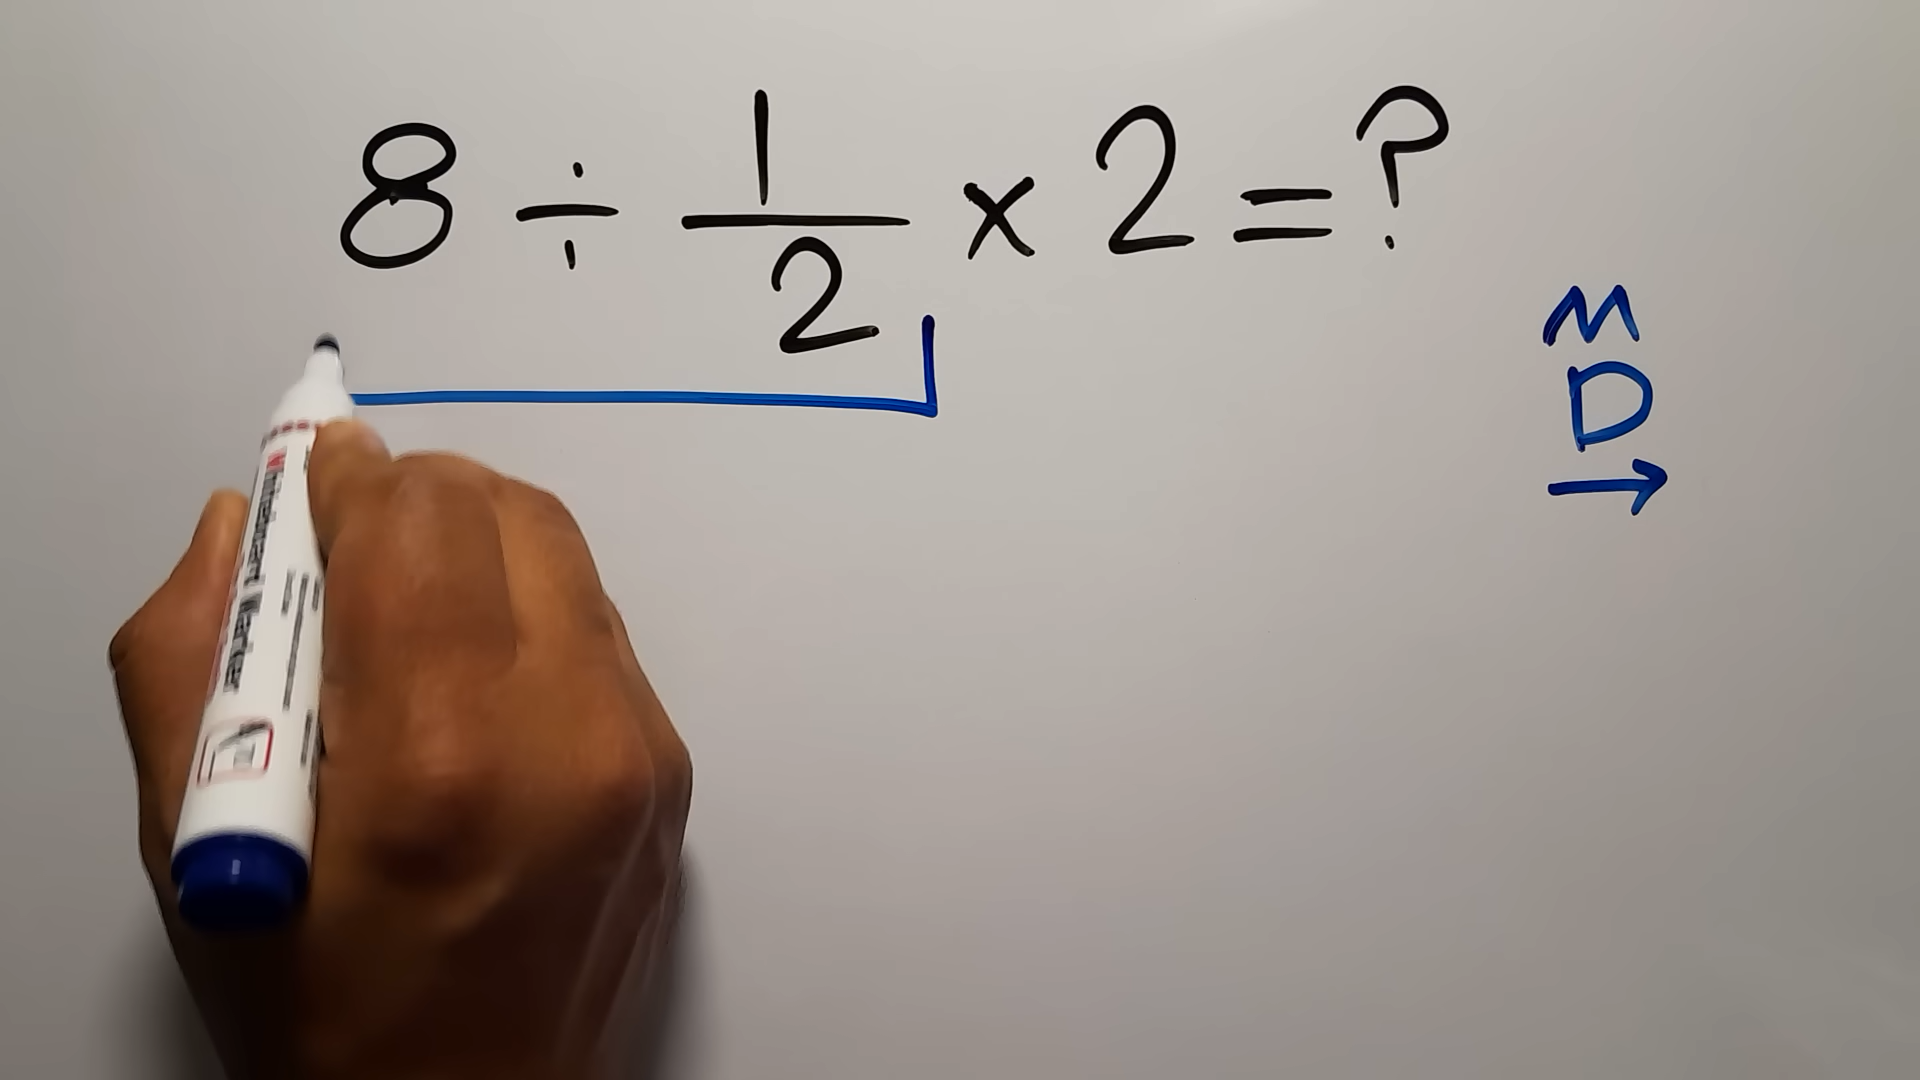 8 ÷ 1/2 × 2 = ?
M
D
→